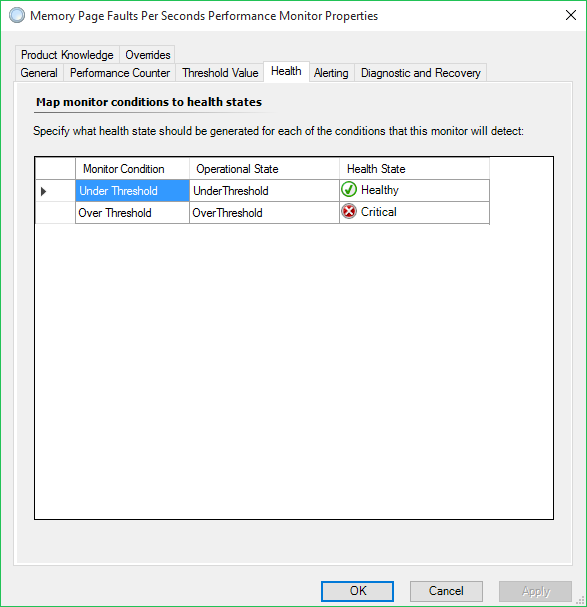 Memory Page Faults Per Seconds Performance Monitor Properties
Product Knowledge Overrides
General Performance Counter Threshold Value Health Alerting Diagnostic and Recovery
Map monitor conditions to health states
Specify what health state should be generated for each of the conditions that this monitor will detect:
Monitor Condition Operational State Health State
Under Threshold UnderThreshold Healthy
Over Threshold OverThreshold Critical
OK Cancel Apply